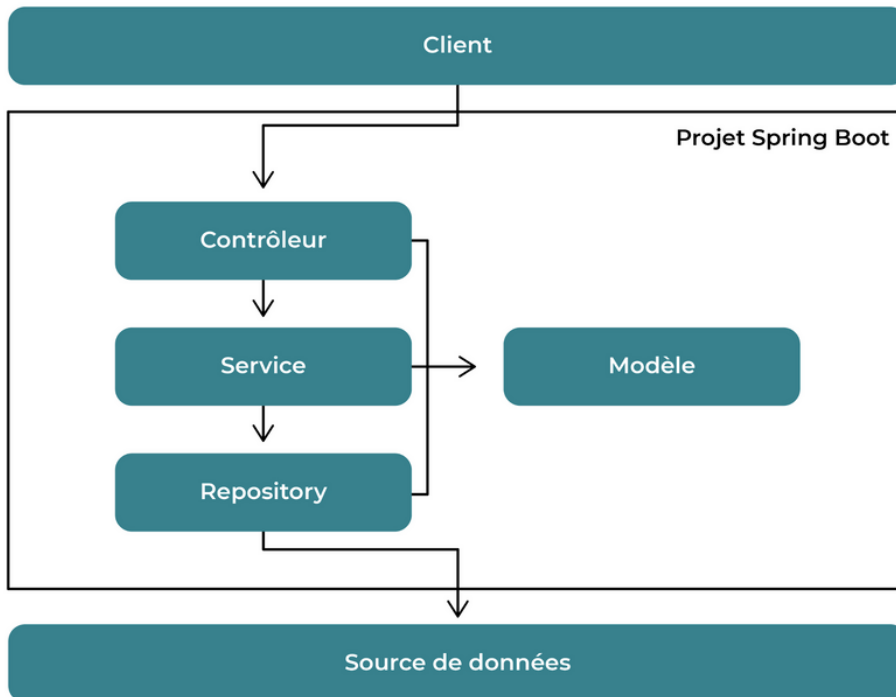 Client
Projet Spring Boot
Contrôleur
Service
Modèle
Repository
Source de données